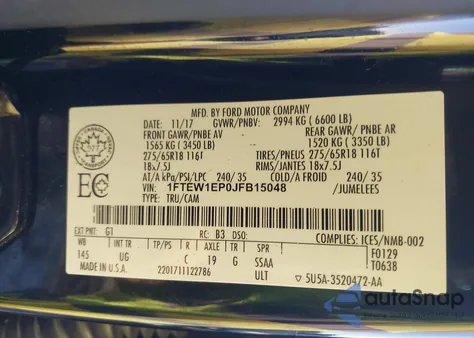 MFD. BY FORD MOTOR COMPANY
DATE: 11/17 GVWR/PNBV: 2994 KG ( 6600 LB)
FRONT GAWR/PNBE AV REAR GAWR/ PNBE AR
1565 KG ( 3450 LB) 1520 KG ( 3350 LB)
275/65R18 116T TIRES/PNEUS 275/65R18 116T
18x7.5J RIMS/JANTES 18x7.5J
AT/A kPa/PSI/LPC 240/ 35 COLD/A FROID 240/ 35
VIN: 1FTEW1EP0JFB15048 /JUMELEES
TYPE: TRU/CAM
EC
EXT PNT: G1 RC: B3 DSO: COMPLIES: ICES/NMB-002
WB INT TR TP/PS R AXLE TR SPR F0129
145 UG C 19 G SSAA T0638
MADE IN U.S.A. 2201711122786 ULT 5U5A-3520472-AA
autoSnap